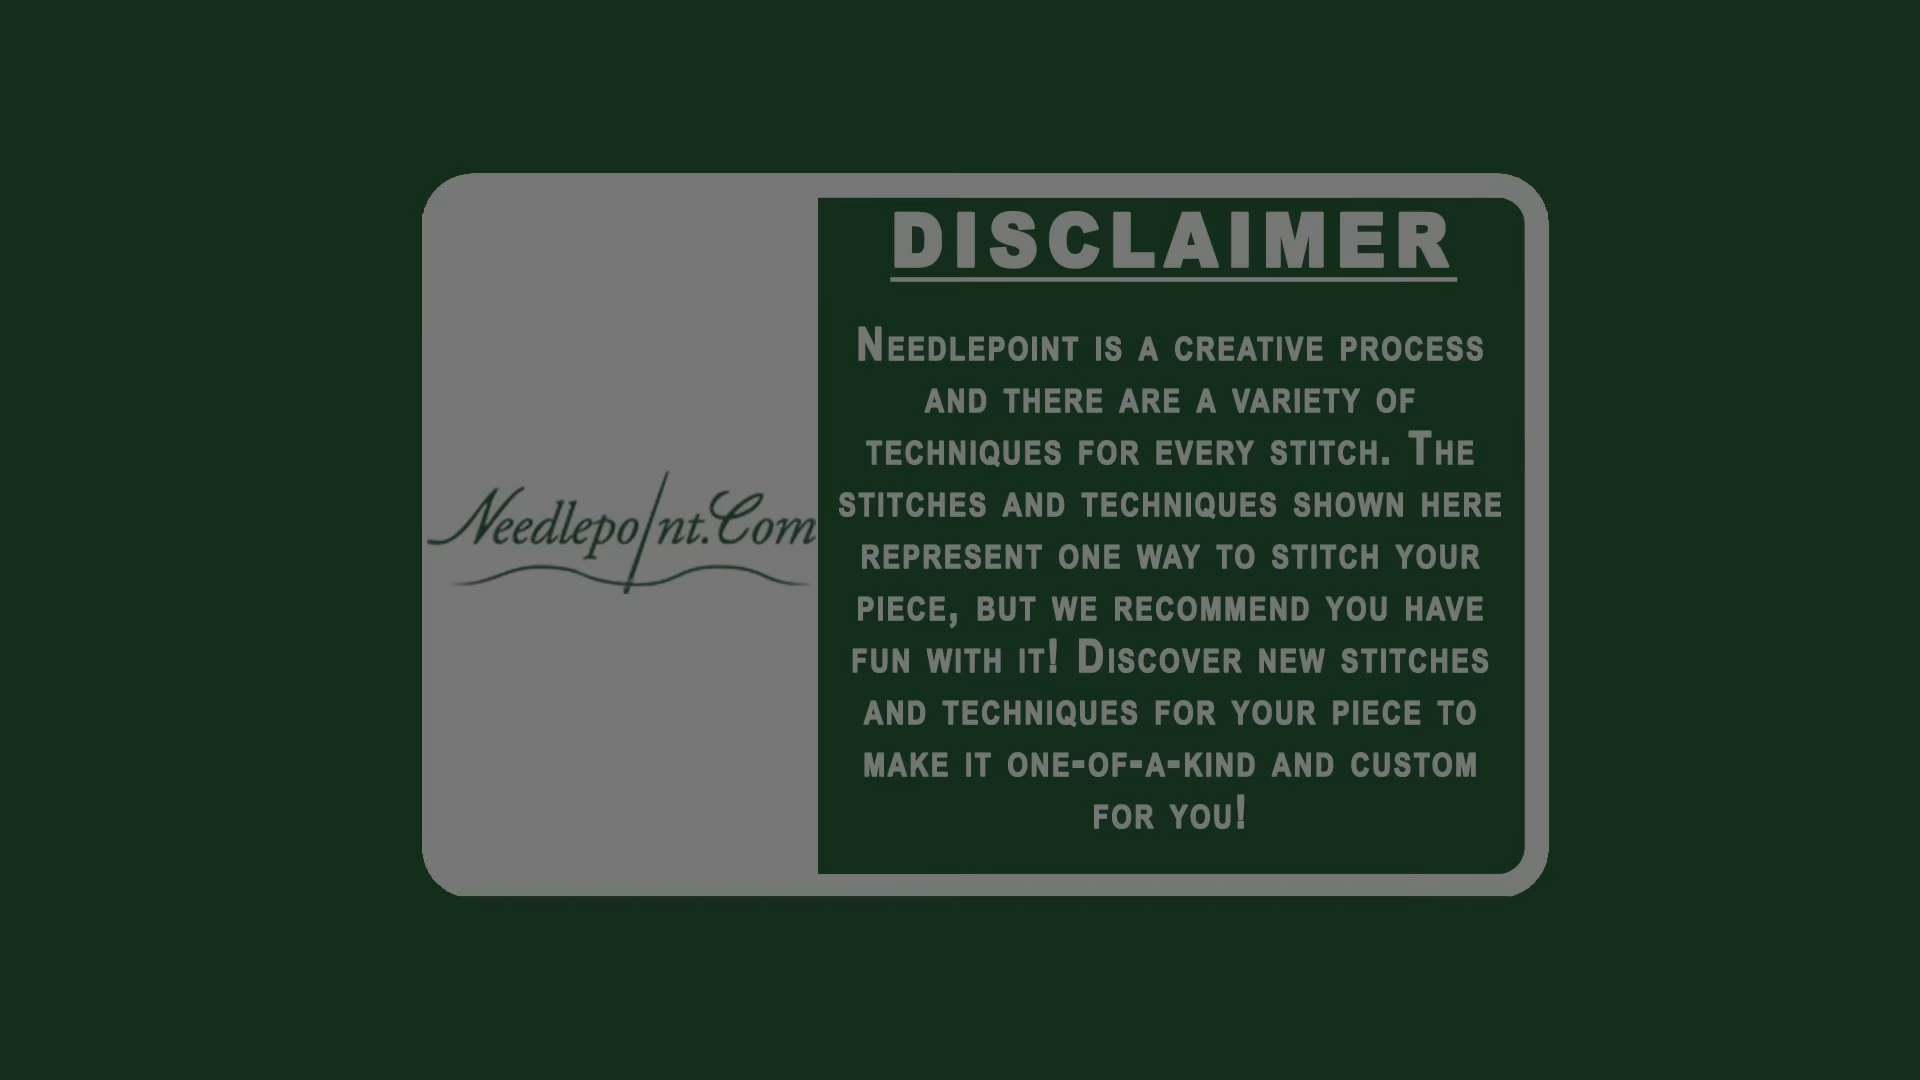 Needlepoint.Com
DISCLAIMER
Needlepoint is a creative process
and there are a variety of
techniques for every stitch. The
stitches and techniques shown here
represent one way to stitch your
piece, but we recommend you have
fun with it! Discover new stitches
and techniques for your piece to
make it one-of-a-kind and custom
for you!